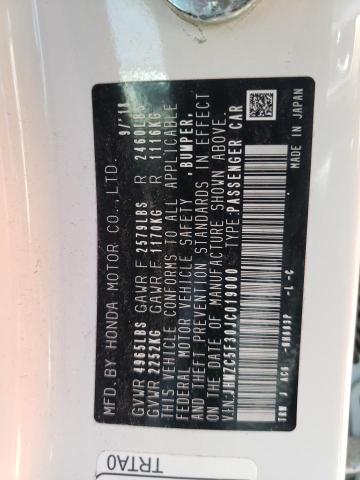 MFD.BY HONDA MOTOR CO.,LTD. 9/'18
GVWR 4965LBS GAWR F 2579LBS R 2460LBS
GVWR 2252KG GAWR F 1170KG R 1116KG
THIS VEHICLE CONFORMS TO ALL APPLICABLE
FEDERAL MOTOR VEHICLE SAFETY ,BUMPER,
AND THEFT PREVENTION STANDARDS IN EFFECT
ON THE DATE OF MANUFACTURE SHOWN ABOVE.
V.I.N:JHMZC5F30JC019000 TYPE:PASSENGER CAR
TRW J AC6 -L -C MADE IN JAPAN
TRTA0